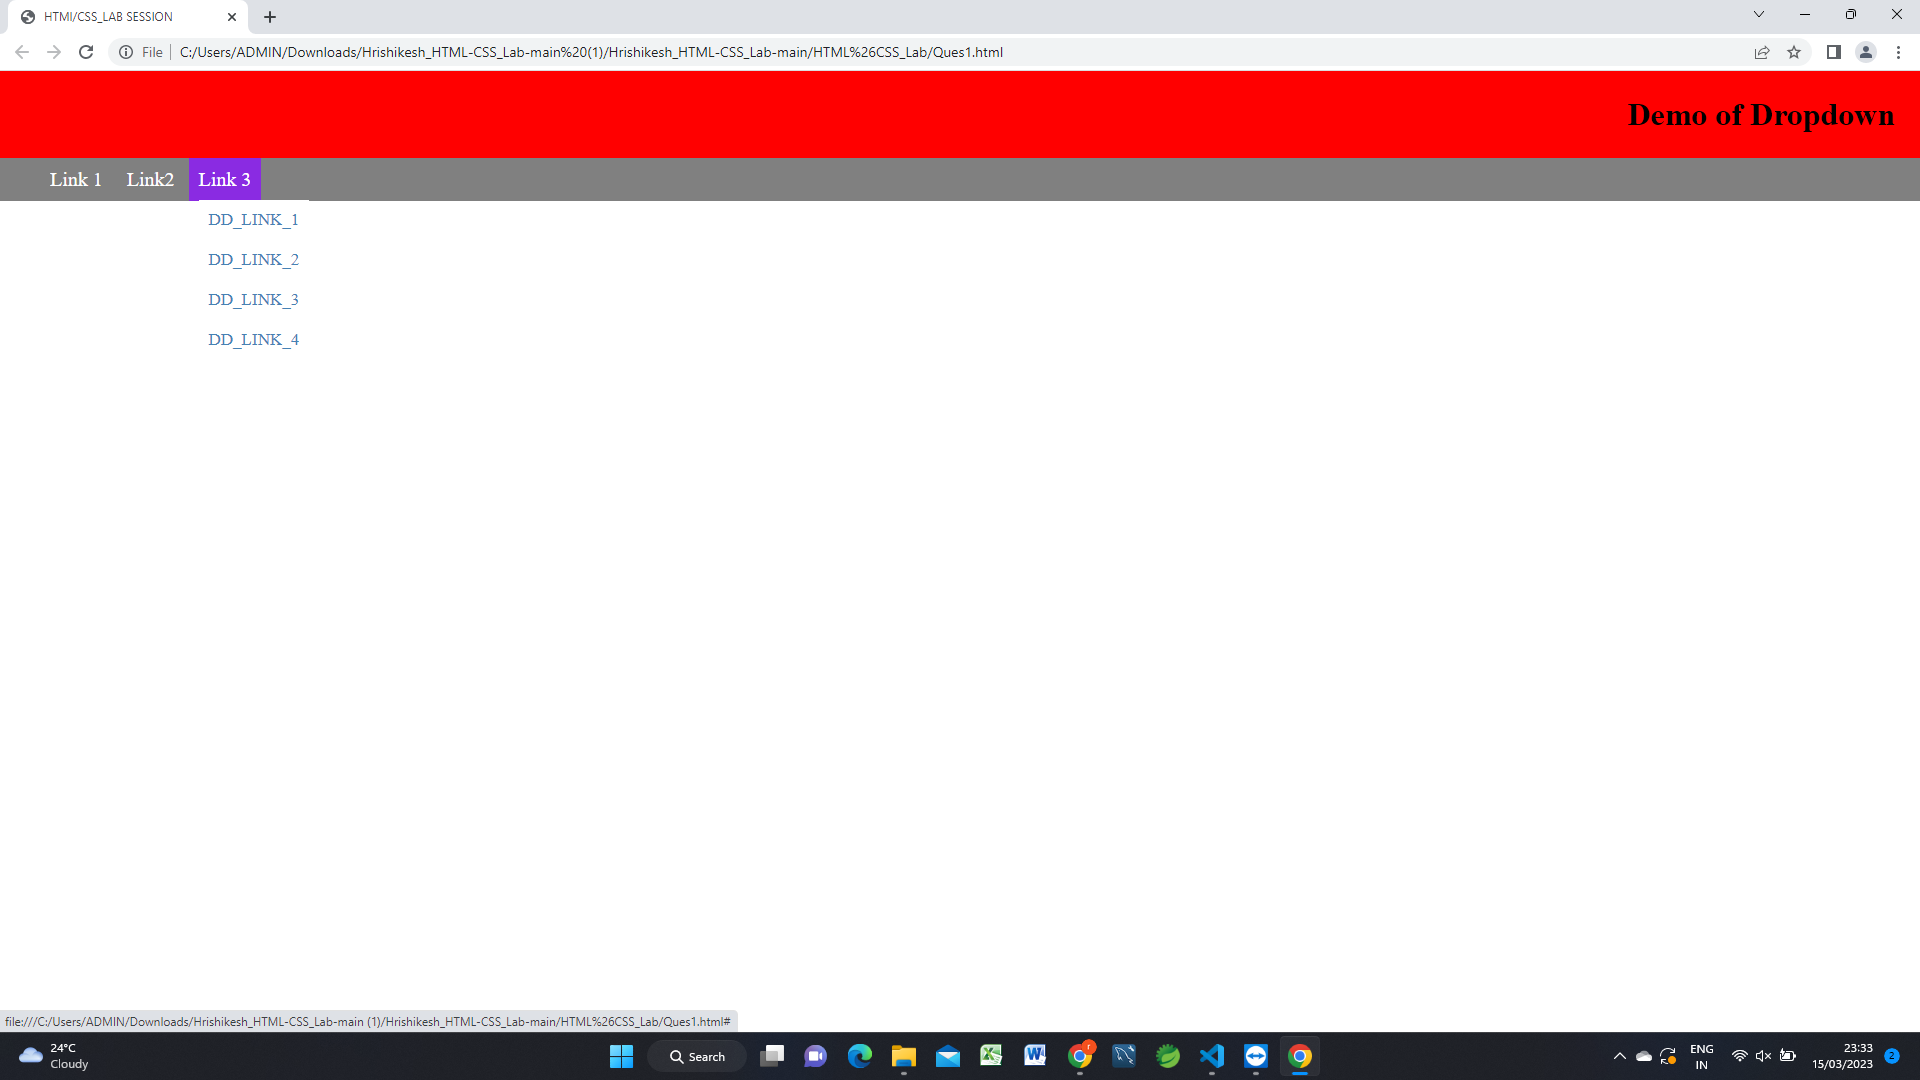 HTMl/CSS_LAB SESSION
File
C:/Users/ADMIN/Downloads/Hrishikesh_HTML-CSS_Lab-main%20(1)/Hrishikesh_HTML-CSS_Lab-main/HTML%26CSS_Lab/Ques1.html
Demo of Dropdown
Link 1 Link2 Link 3
DD_LINK_1
DD_LINK_2
DD_LINK_3
DD_LINK_4
file:///C:/Users/ADMIN/Downloads/Hrishikesh_HTML-CSS_Lab-main (1)/Hrishikesh_HTML-CSS_Lab-main/HTML%26CSS_Lab/Ques1.html#
24°C
Cloudy
Search
r
ENG
IN
23:33
15/03/2023
2